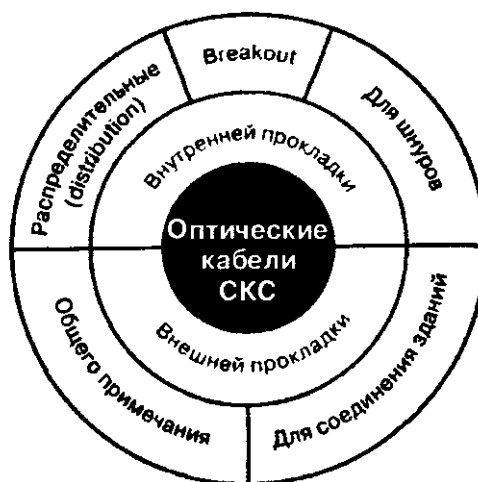 Распределительные
(distribution)
Breakout
Для шнуров
Внутренней прокладки
Оптические
кабели
СКС
Внешней прокладки
Общего примечания
Для соединения зданий